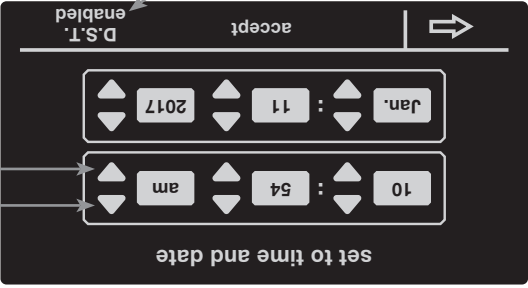 set to time and date
10 : 54 am
Jan. : 11 2017
accept
D.S.T.
enabled